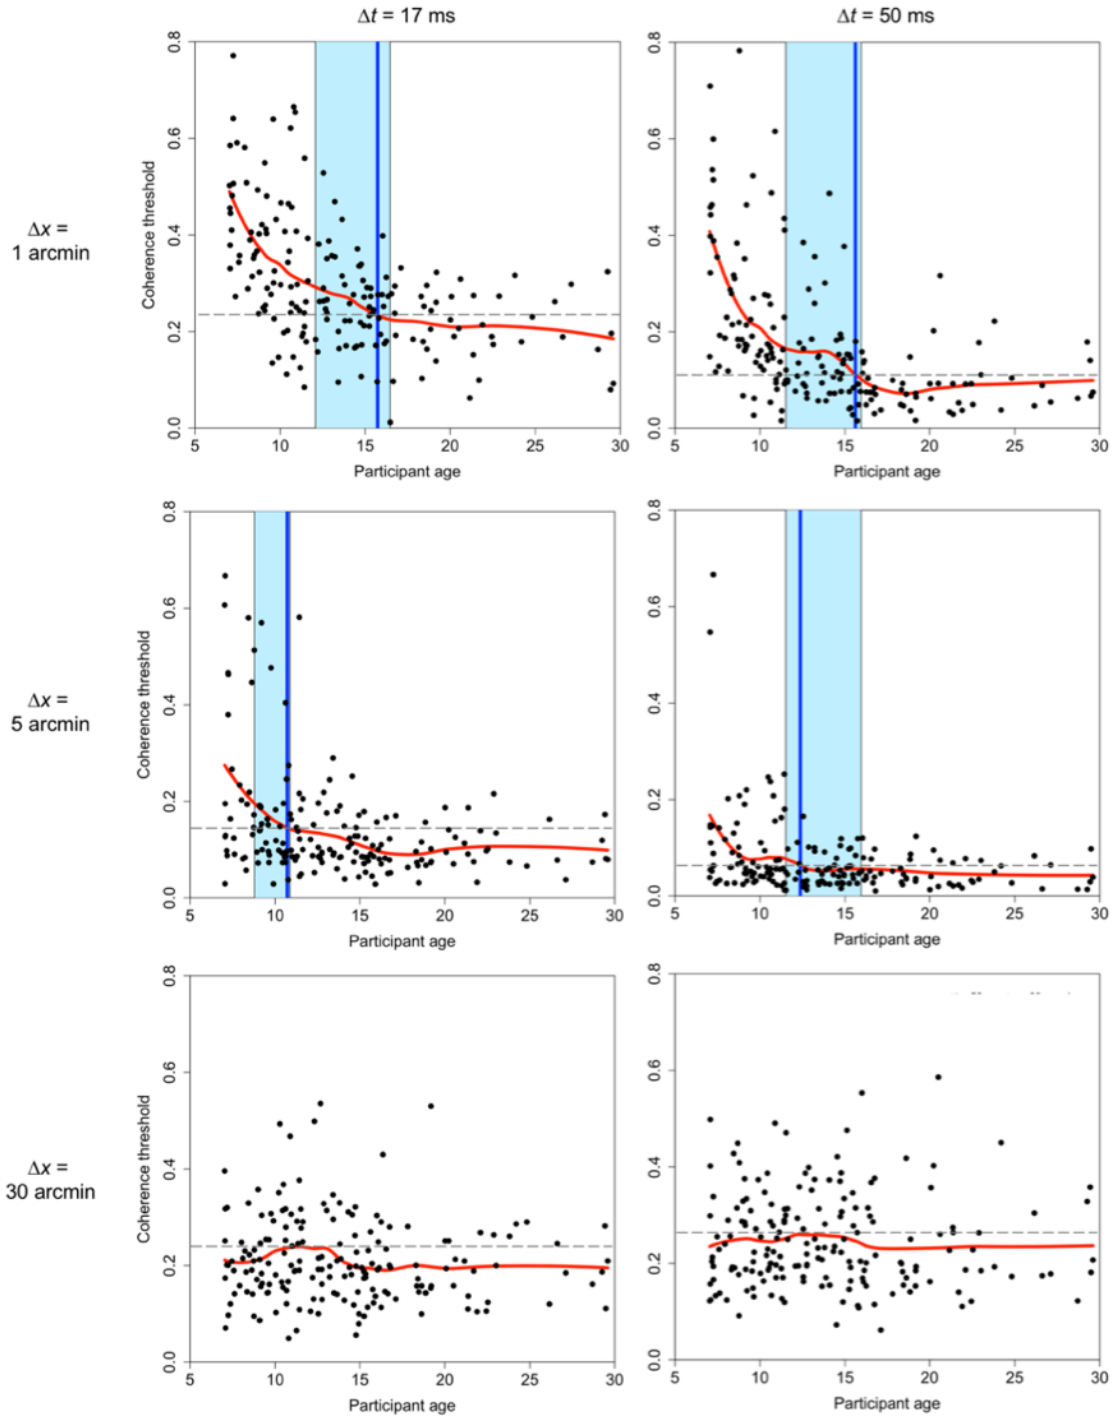 Δt = 17 ms
Δt = 50 ms
Δx =
1 arcmin
Coherence threshold
0.8
0.6
0.4
0.2
0.0
5 10 15 20 25 30
Participant age
0.8
0.6
0.4
0.2
0.0
5 10 15 20 25 30
Participant age
Δx =
5 arcmin
Coherence threshold
0.8
0.6
0.4
0.2
0.0
5 10 15 20 25 30
Participant age
0.8
0.6
0.4
0.2
0.0
5 10 15 20 25 30
Participant age
Δx =
30 arcmin
Coherence threshold
0.8
0.6
0.4
0.2
0.0
5 10 15 20 25 30
Participant age
0.8
0.6
0.4
0.2
0.0
5 10 15 20 25 30
Participant age